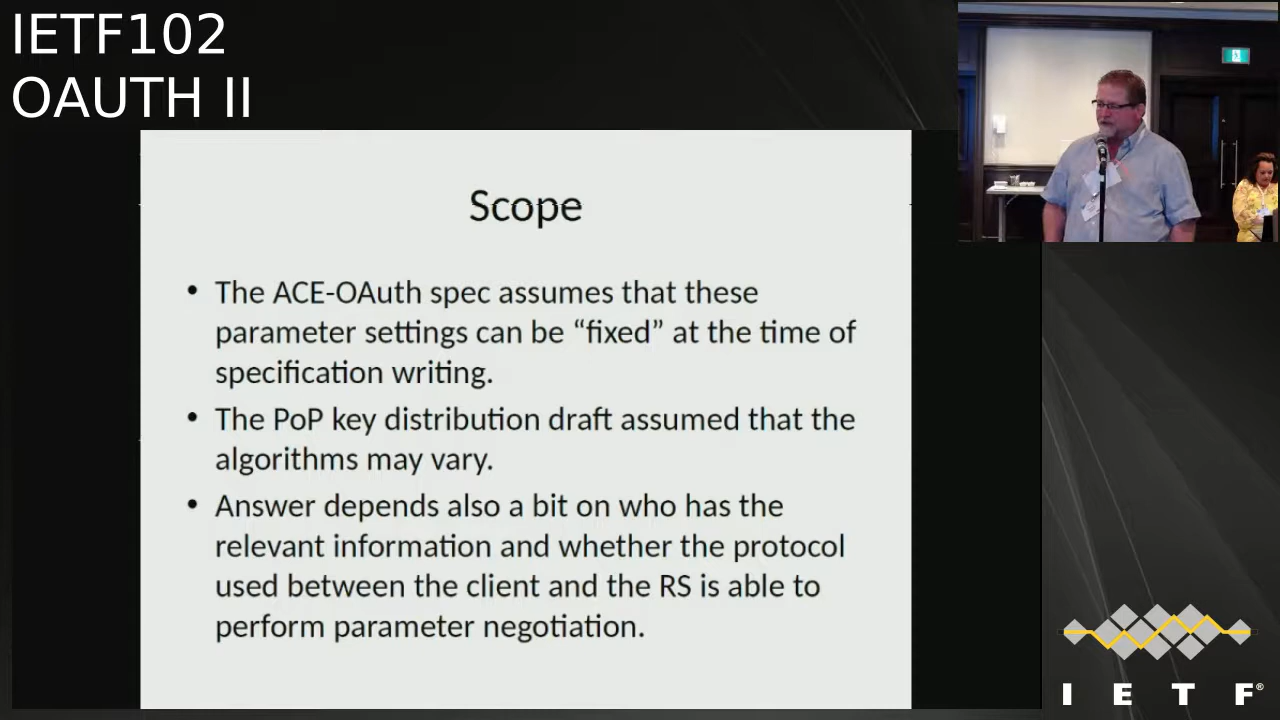 IETF102
OAUTH II
Scope
• The ACE-OAuth spec assumes that these
parameter settings can be “fixed” at the time of
specification writing.
• The PoP key distribution draft assumed that the
algorithms may vary.
• Answer depends also a bit on who has the
relevant information and whether the protocol
used between the client and the RS is able to
perform parameter negotiation.
I E T F®